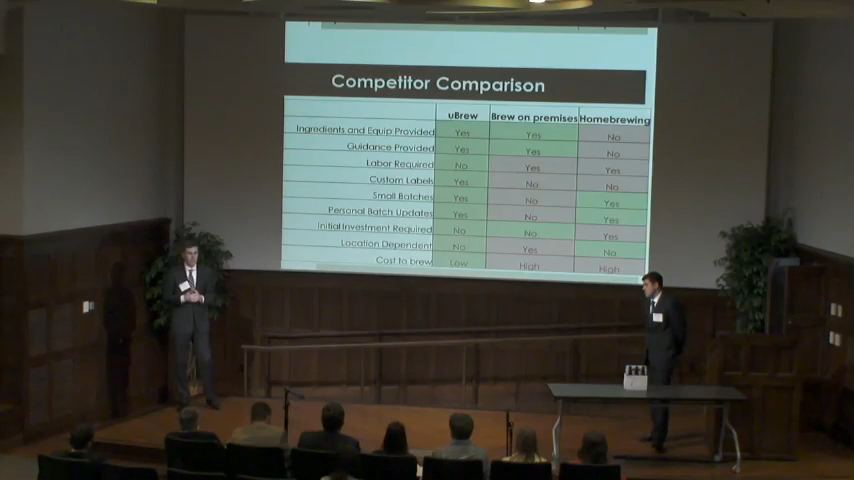 Competitor Comparison
uBrew Brew on premises Homebrewing
Ingredients and Equip Provided Yes Yes No
Guidance Provided Yes Yes No
Labor Required No Yes Yes
Custom Labels Yes No No
Small Batches Yes No Yes
Personal Batch Updates Yes No Yes
Initial Investment Required No No Yes
Location Dependent No Yes No
Cost to brew Low High High